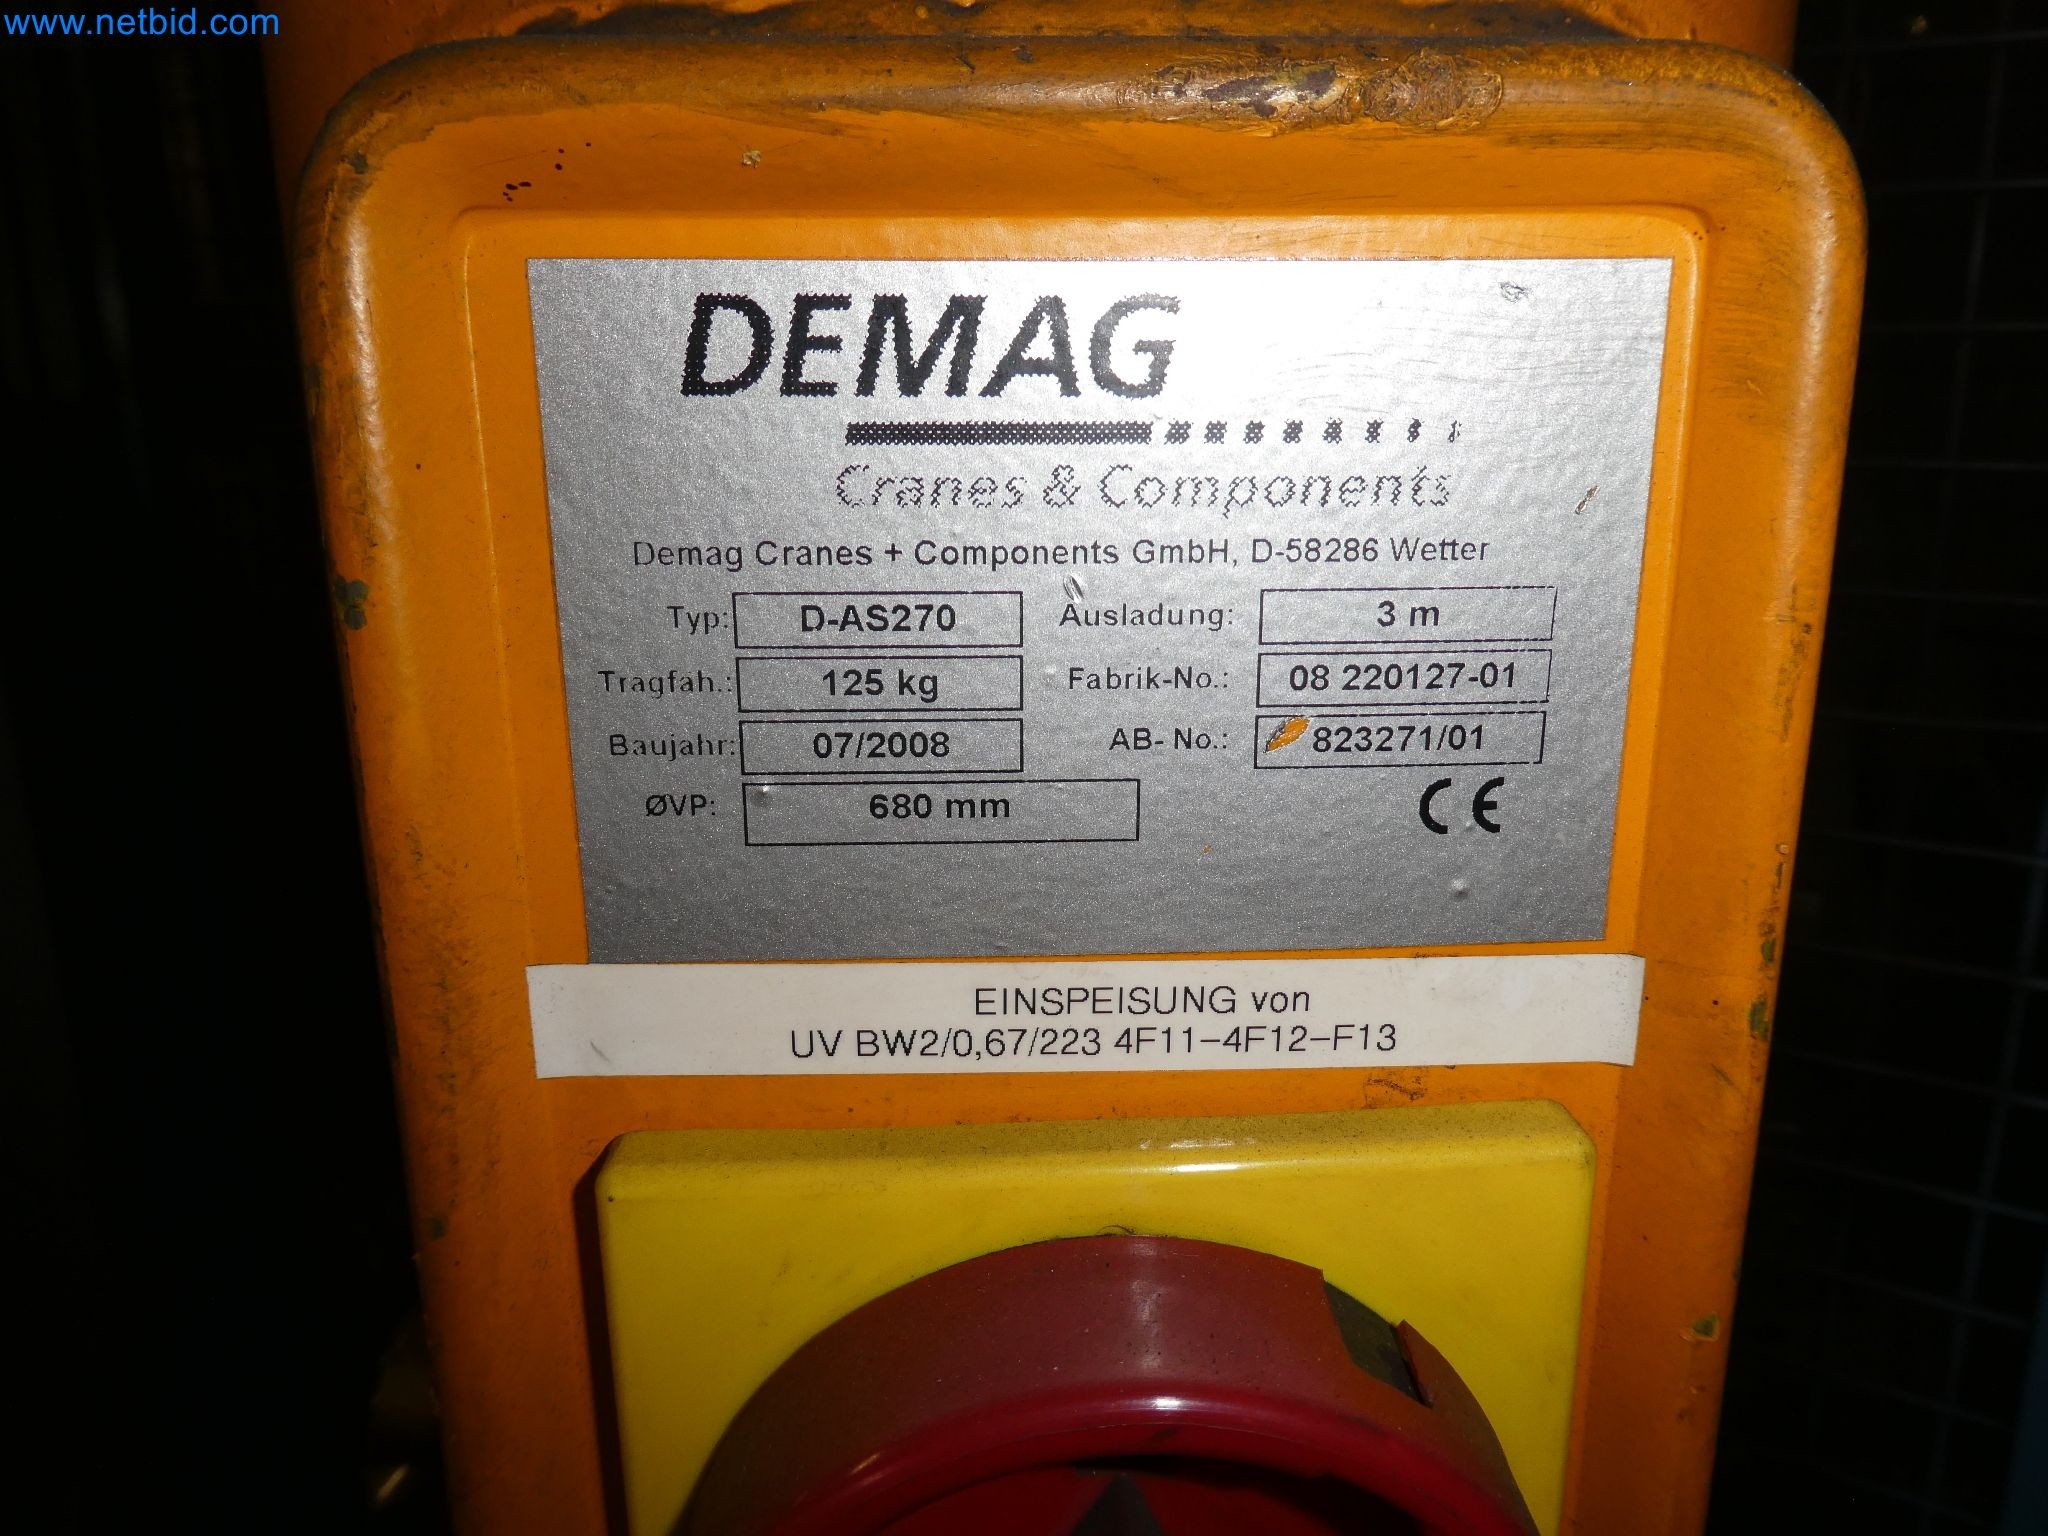 www.netbid.com
DEMAG
Cranes & Components
Demag Cranes + Components GmbH, D-58286 Wetter
Typ: D-AS270 Ausladung: 3 m
Tragfäh.: 125 kg Fabrik-No.: 08 220127-01
Baujahr: 07/2008 AB- No.: 823271/01
ØVP: 680 mm CE
EINSPEISUNG von
UV BW2/0,67/223 4F11-4F12-F13